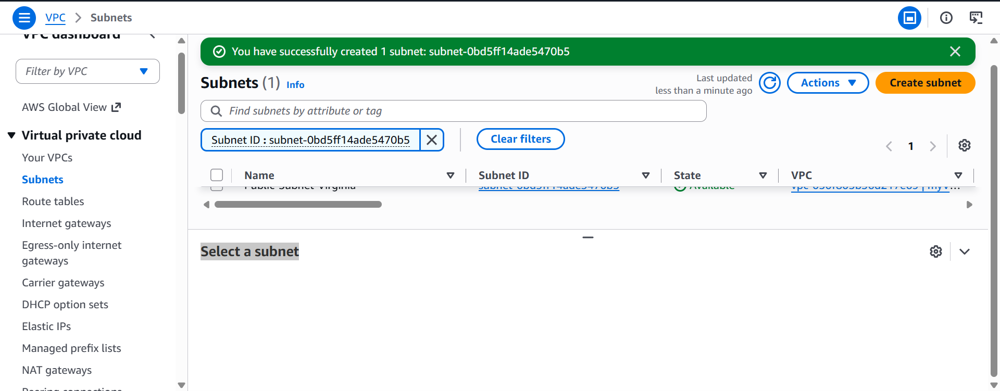 VPC > Subnets
VPC dashboard
Filter by VPC
AWS Global View
Virtual private cloud
Your VPCs
Subnets
Route tables
Internet gateways
Egress-only internet
gateways
Carrier gateways
DHCP option sets
Elastic IPs
Managed prefix lists
NAT gateways
Peering connections
You have successfully created 1 subnet: subnet-0bd5ff14ade5470b5
Subnets (1) Info
Last updated
less than a minute ago
Actions
Create subnet
Find subnets by attribute or tag
Subnet ID : subnet-0bd5ff14ade5470b5
Clear filters
1
Name Subnet ID State VPC
Public-Subnet-Virginia subnet-0bd5ff14ade5470b5 Available
Select a subnet